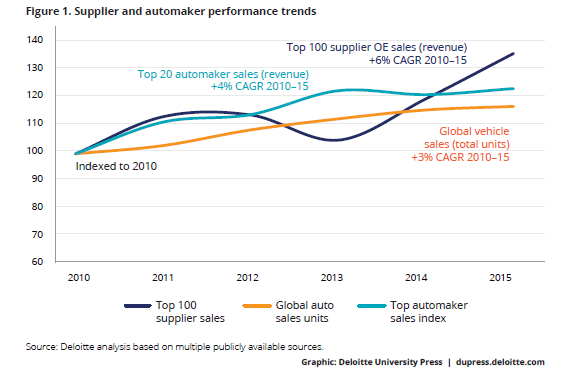 Figure 1. Supplier and automaker performance trends
140
130
120
110
100
90
80
70
60
Top 100 supplier OE sales (revenue)
+6% CAGR 2010–15
Top 20 automaker sales (revenue)
+4% CAGR 2010–15
Global vehicle
sales (total units)
+3% CAGR 2010–15
Indexed to 2010
2010 2011 2012 2013 2014 2015
Top 100
supplier sales
Global auto
sales units
Top automaker
sales index
Source: Deloitte analysis based on multiple publicly available sources.
Graphic: Deloitte University Press | dupress.deloitte.com